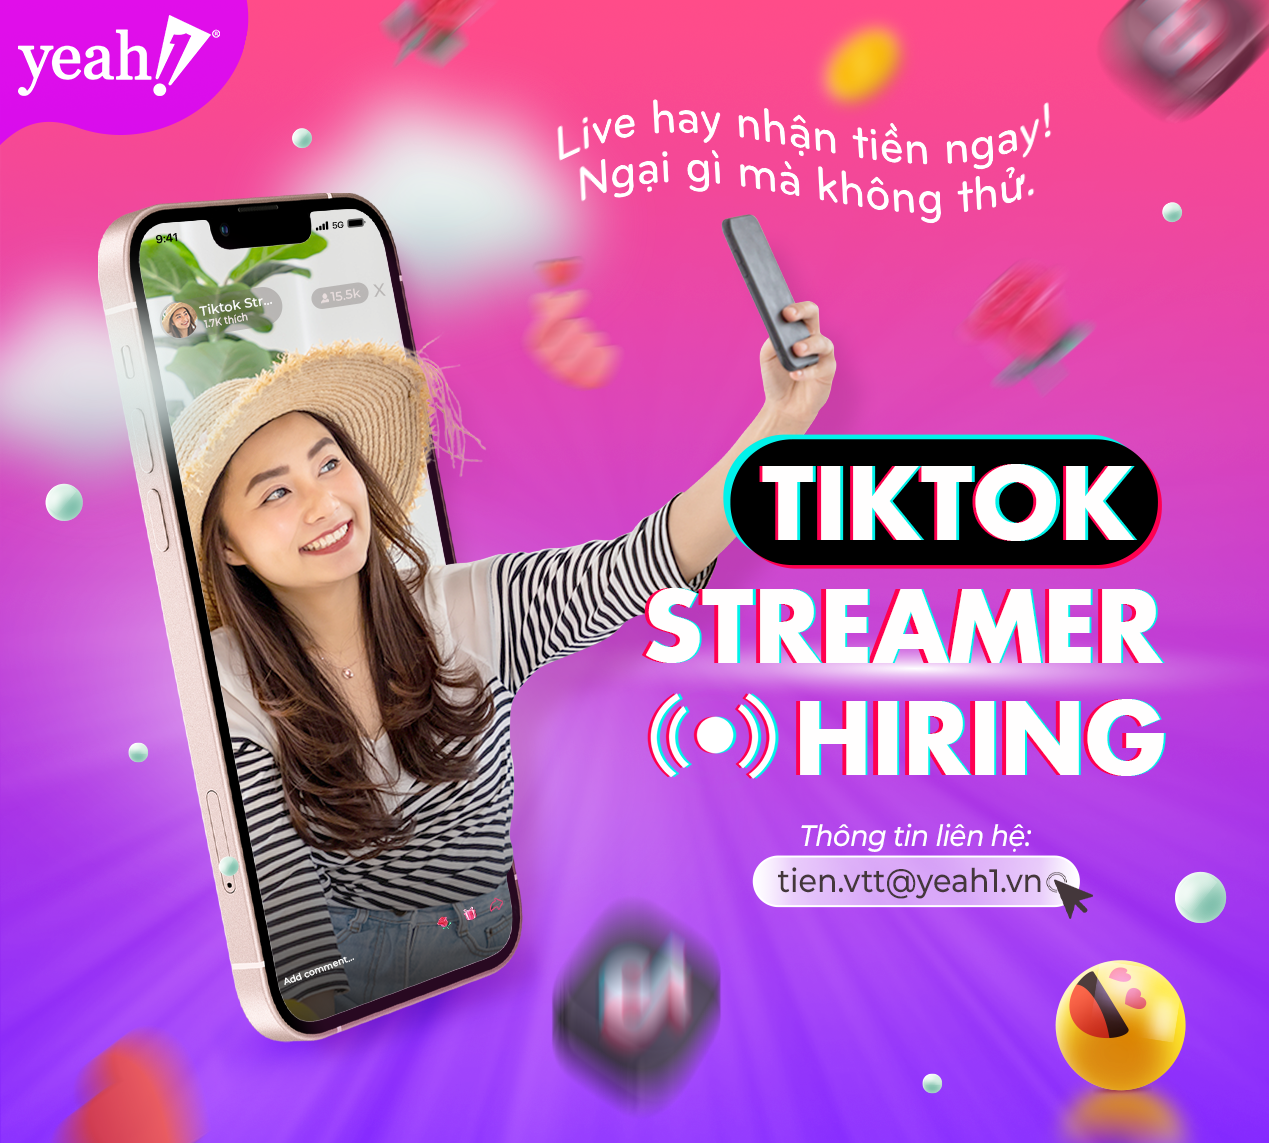 yeah1®
Live hay nhận tiền ngay!
Ngại gì mà không thử.
9:41
5G
Tiktok Str...
1.7K thích
15.5k
X
TIKTOK
STREAMER
HIRING
Thông tin liên hệ:
tien.vtt@yeah1.vn
Add comment...